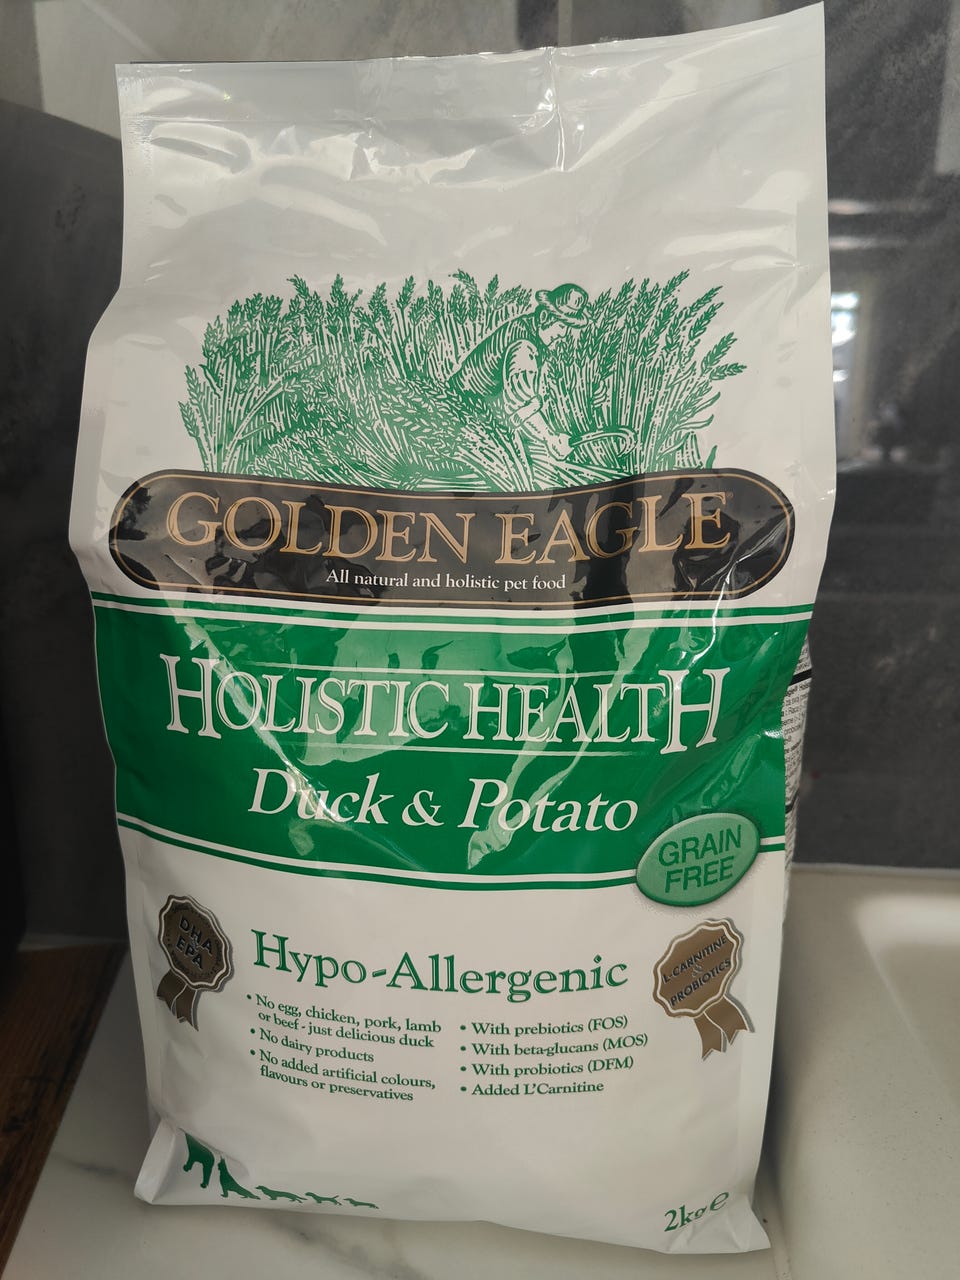 GOLDEN EAGLE
All natural and holistic pet food
HOLISTIC HEALTH
Duck & Potato
GRAIN
FREE
DHA
&
EPA
Hypo-Allergenic
L-CARNITINE
&
PROBIOTICS
• No egg, chicken, pork, lamb
or beef - just delicious duck
• No dairy products
• No added artificial colours,
flavours or preservatives
• With prebiotics (FOS)
• With beta-glucans (MOS)
• With probiotics (DFM)
• Added L'Carnitine
2kg ℮